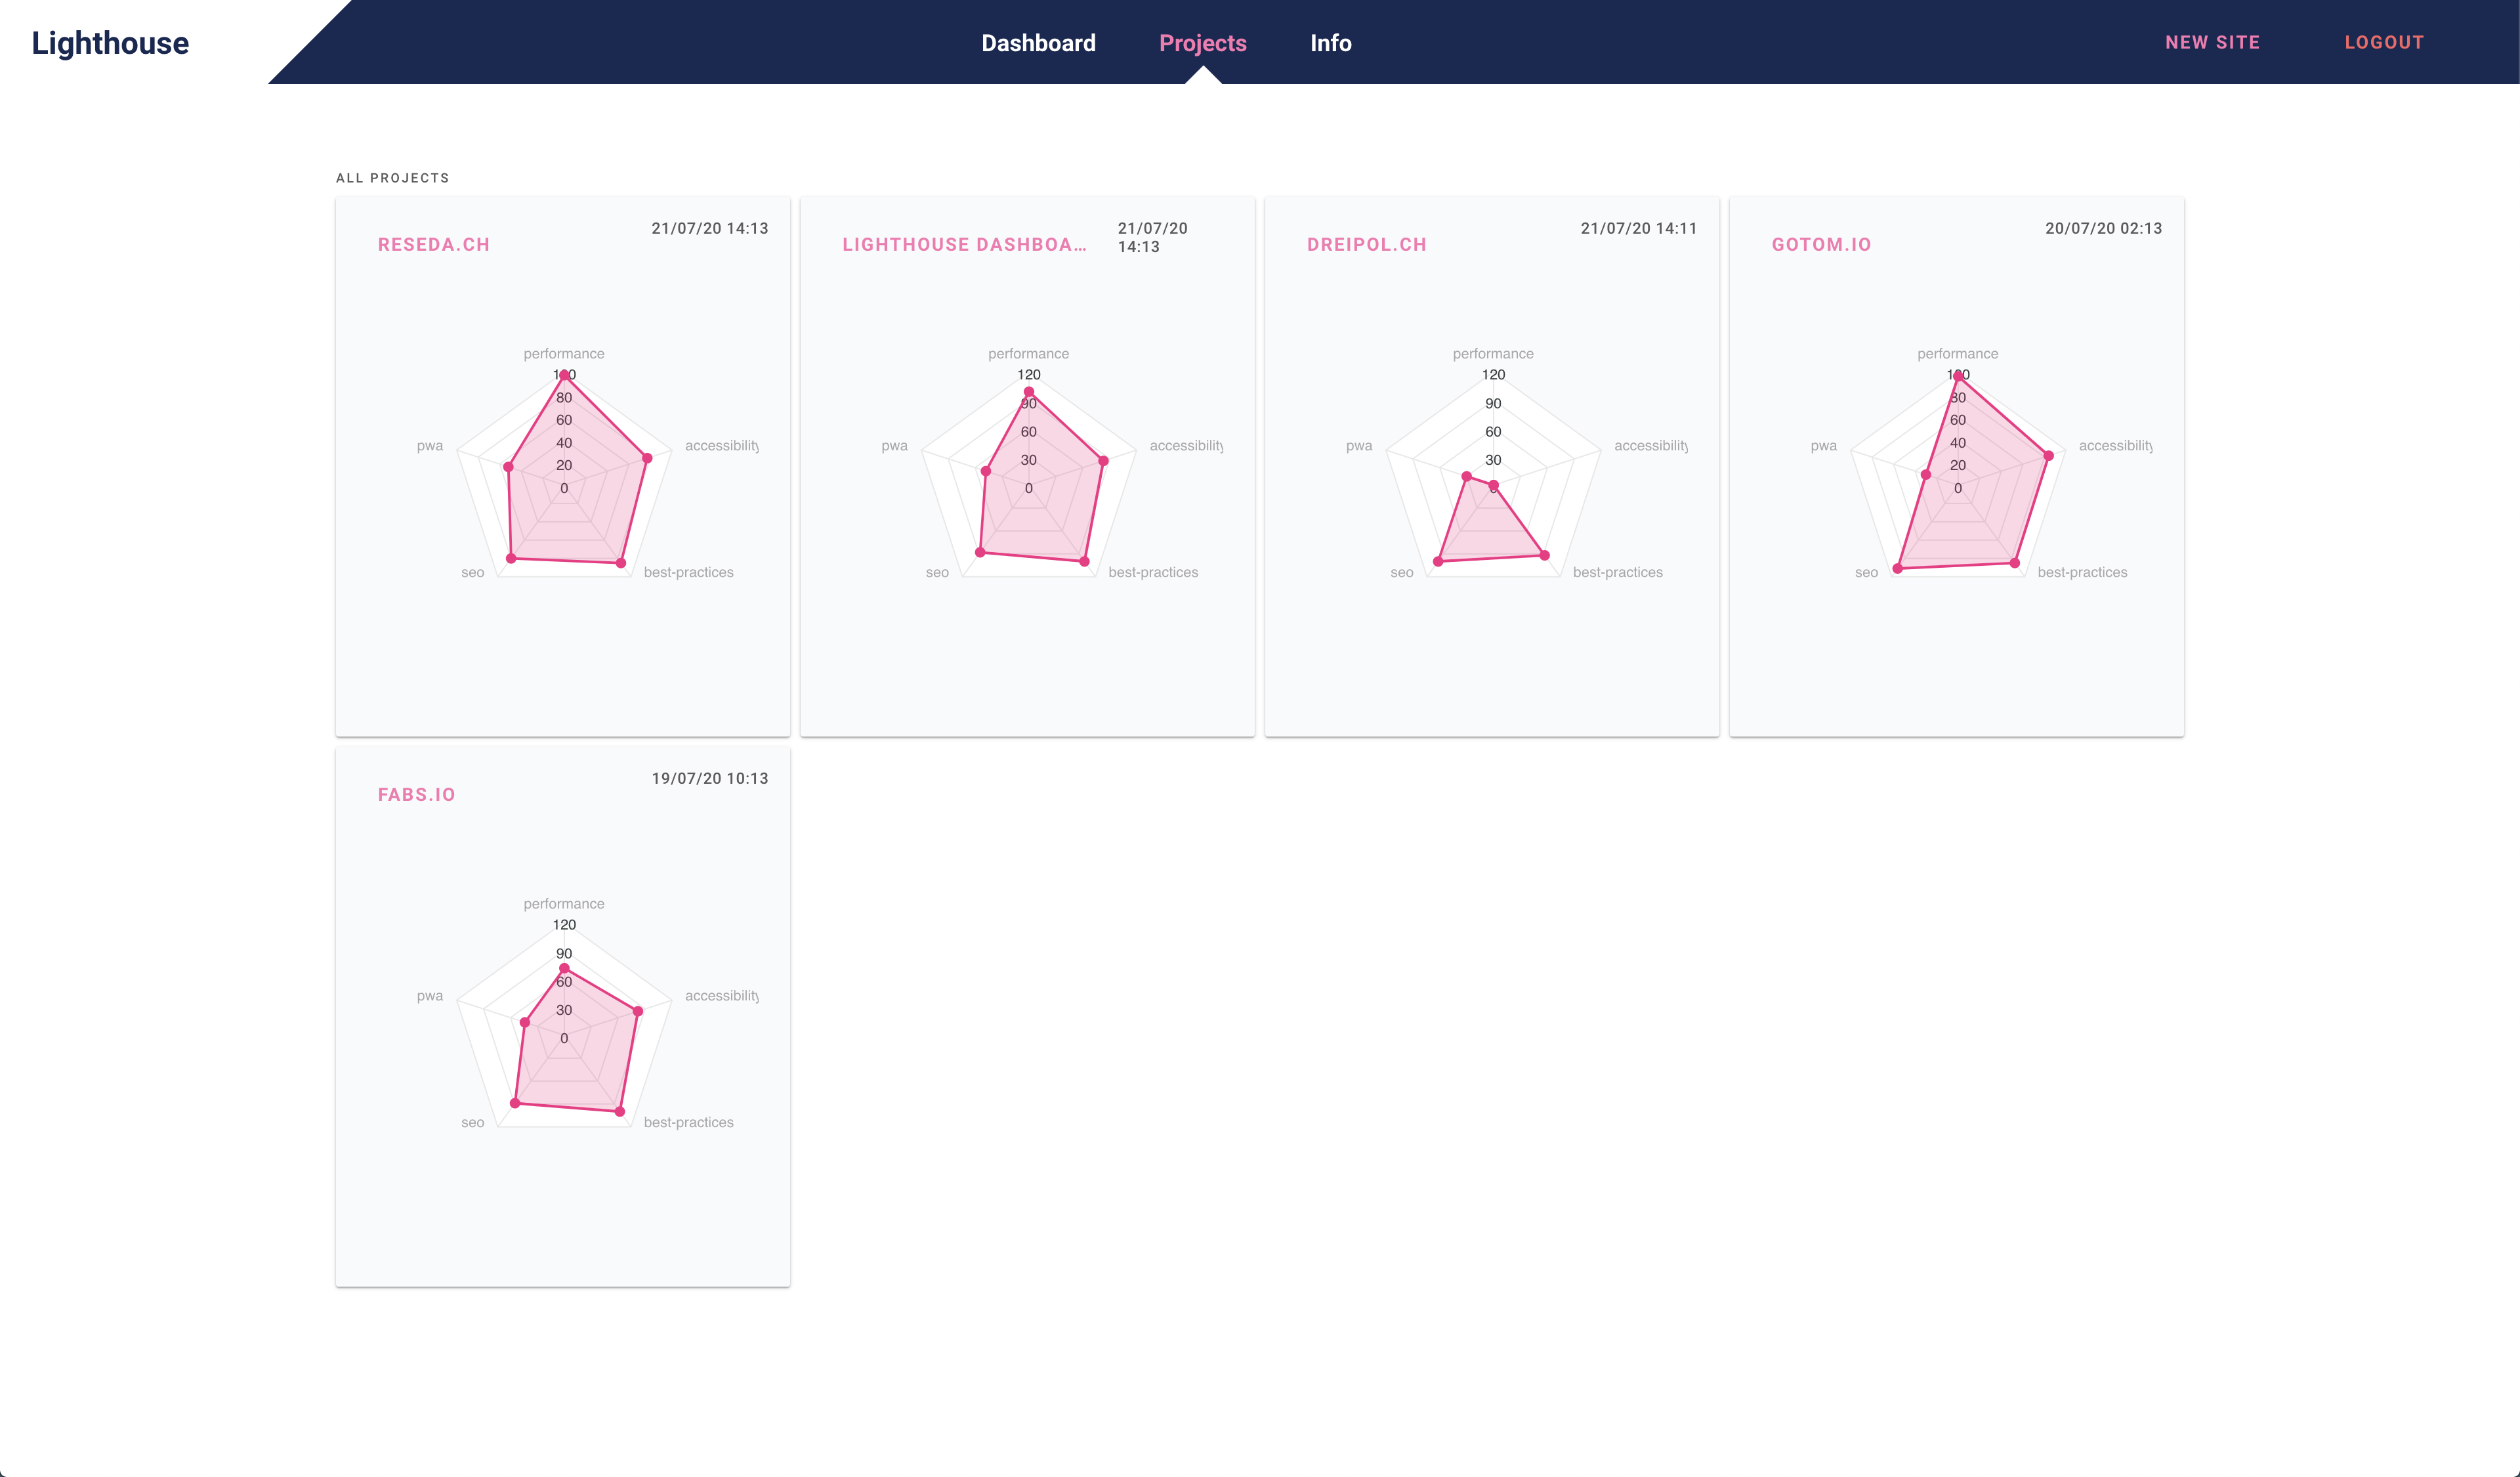 Lighthouse
Dashboard
Projects
Info
NEW SITE
LOGOUT
ALL PROJECTS
RESEDA.CH
21/07/20 14:13
performance
100
80
60
40
20
0
pwa
accessibility
seo
best-practices
LIGHTHOUSE DASHBOA...
21/07/20
14:13
performance
120
90
60
30
0
pwa
accessibility
seo
best-practices
DREIPOL.CH
21/07/20 14:11
performance
120
90
60
30
0
pwa
accessibility
seo
best-practices
GOTOM.IO
20/07/20 02:13
performance
100
80
60
40
20
0
pwa
accessibility
seo
best-practices
FABS.IO
19/07/20 10:13
performance
120
90
60
30
0
pwa
accessibility
seo
best-practices